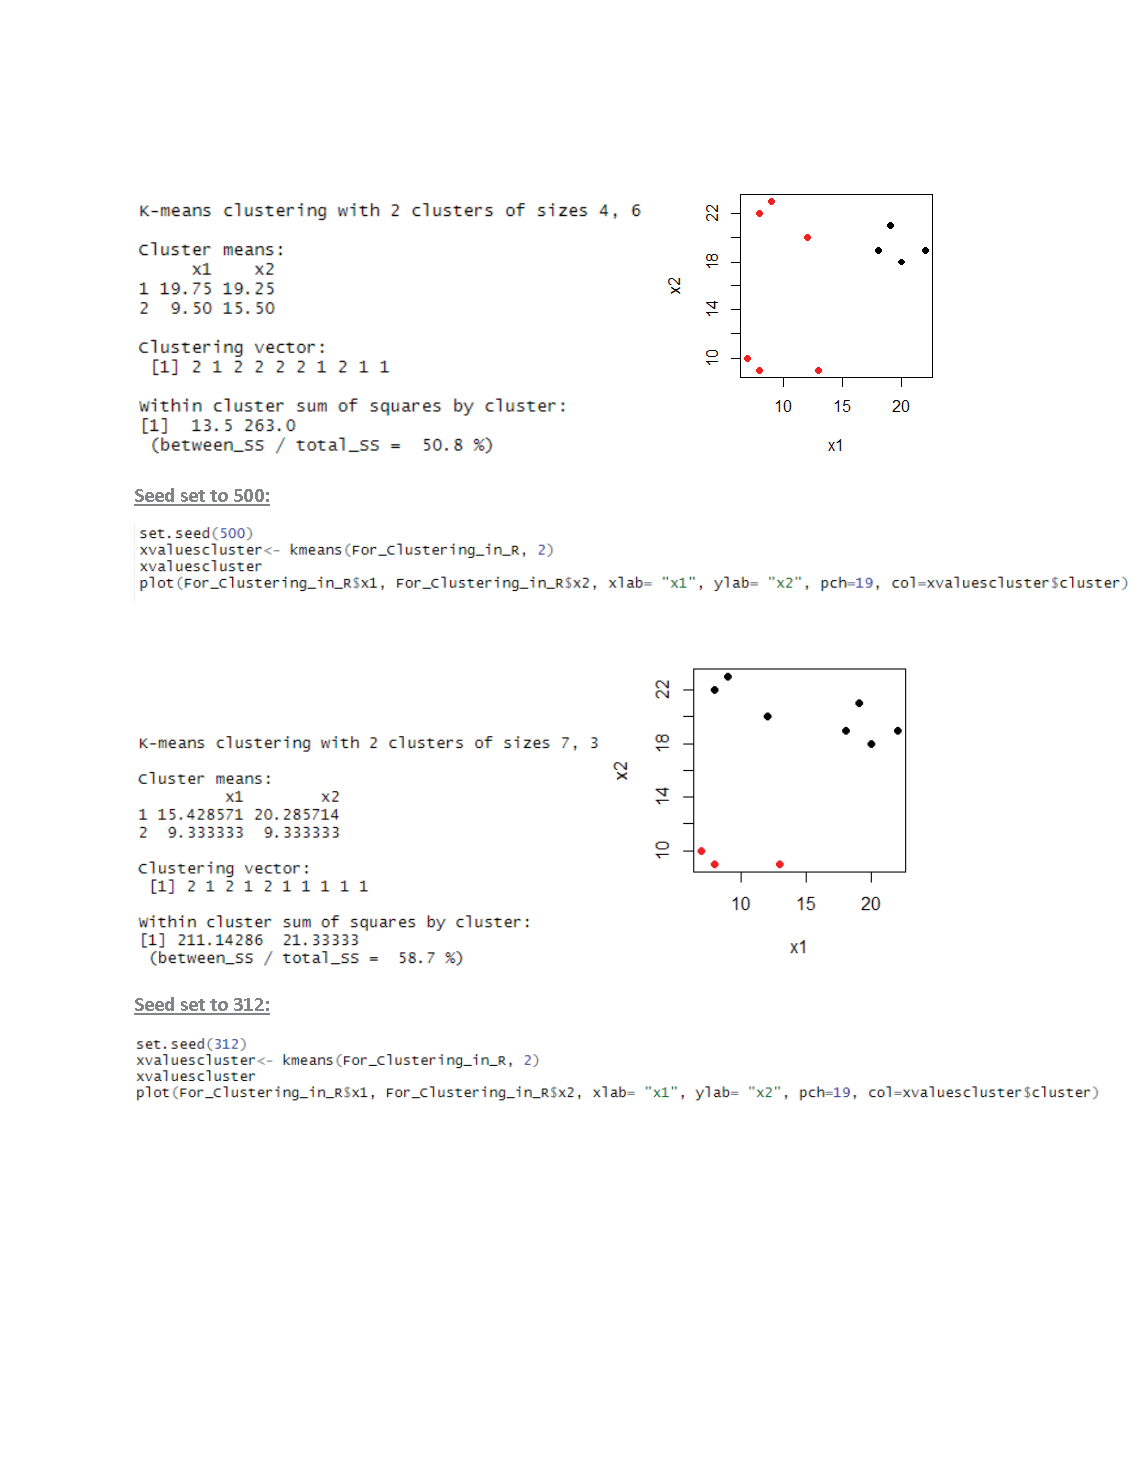 K-means clustering with 2 clusters of sizes 4, 6
Cluster means:
x1 x2
1 19.75 19.25
2 9.50 15.50
Clustering vector:
[1] 2 1 2 2 2 2 1 2 1 1
Within cluster sum of squares by cluster:
[1] 13.5 263.0
(between_SS / total_SS = 50.8 %)
x2
22
18
14
10
10 15 20
x1
Seed set to 500:
set.seed(500)
xvaluescluster<- kmeans(For_Clustering_in_R, 2)
xvaluescluster
plot(For_Clustering_in_R$x1, For_Clustering_in_R$x2, xlab= "x1", ylab= "x2", pch=19, col=xvaluescluster$cluster)
K-means clustering with 2 clusters of sizes 7, 3
Cluster means:
x1 x2
1 15.428571 20.285714
2 9.333333 9.333333
Clustering vector:
[1] 2 1 2 1 2 1 1 1 1 1
Within cluster sum of squares by cluster:
[1] 211.14286 21.33333
(between_SS / total_SS = 58.7 %)
x2
22
18
14
10
10 15 20
x1
Seed set to 312:
set.seed(312)
xvaluescluster<- kmeans(For_Clustering_in_R, 2)
xvaluescluster
plot(For_Clustering_in_R$x1, For_Clustering_in_R$x2, xlab= "x1", ylab= "x2", pch=19, col=xvaluescluster$cluster)